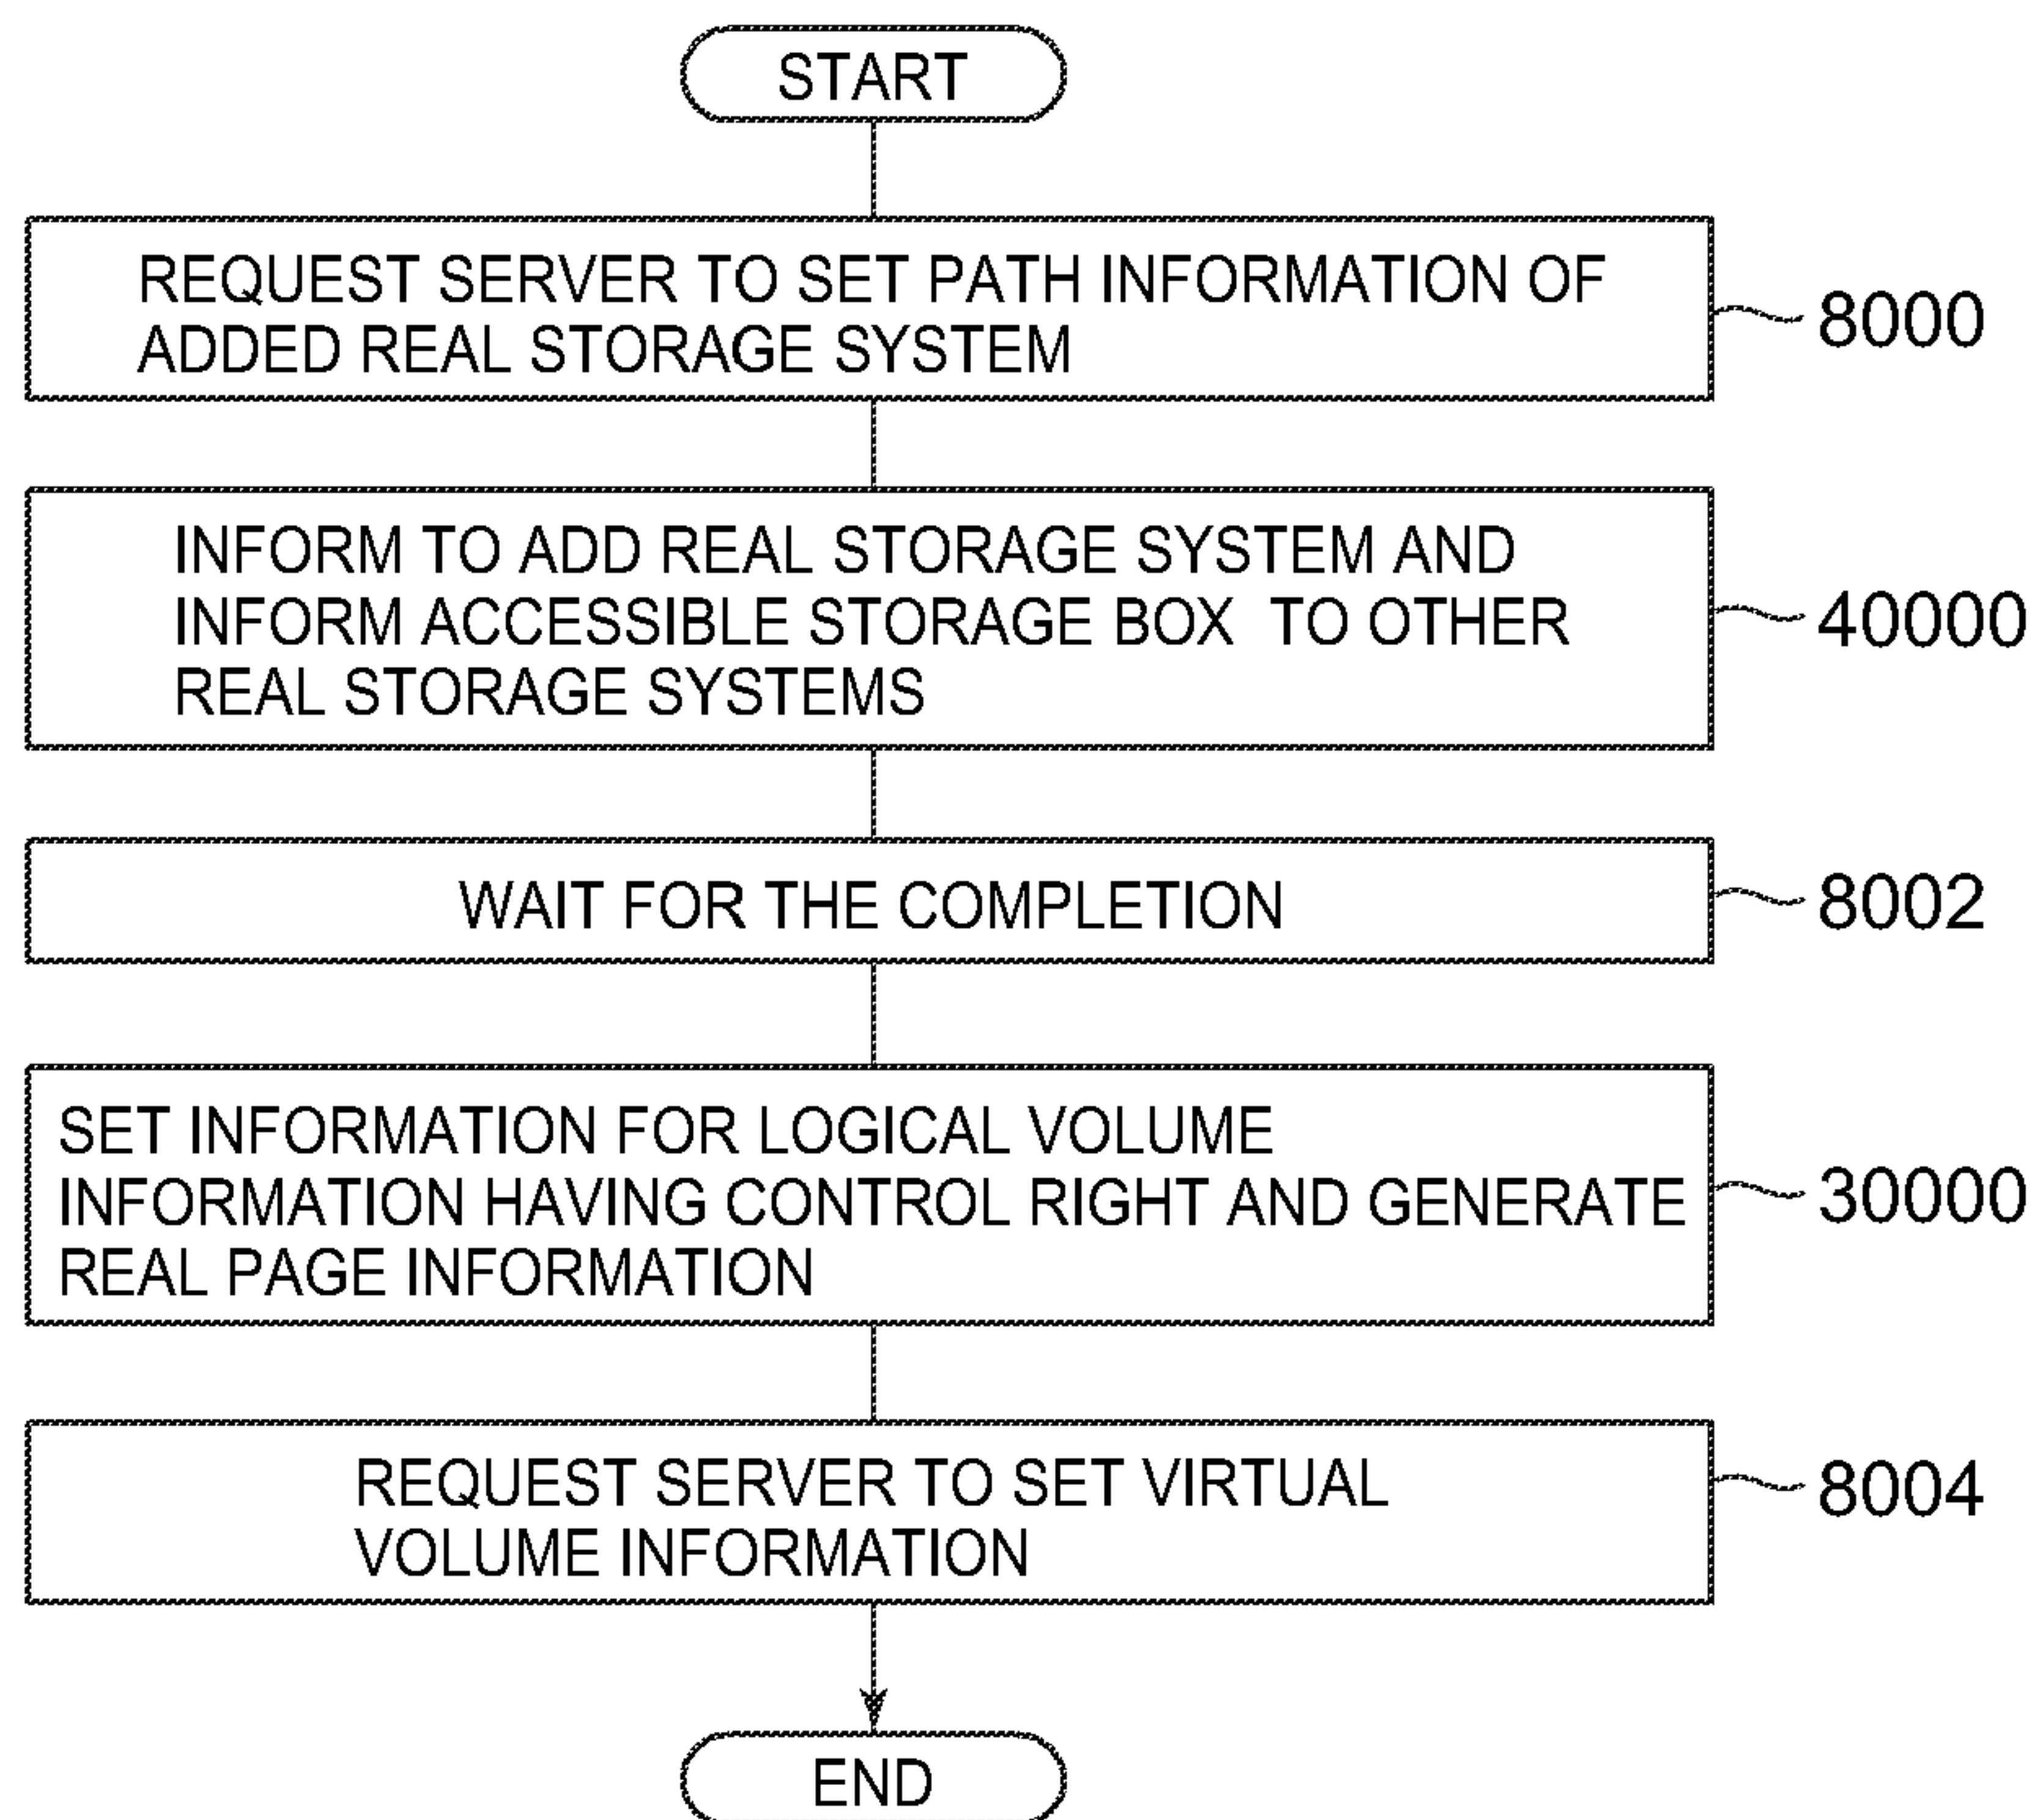 START
REQUEST SERVER TO SET PATH INFORMATION OF
ADDED REAL STORAGE SYSTEM
8000
INFORM TO ADD REAL STORAGE SYSTEM AND
INFORM ACCESSIBLE STORAGE BOX TO OTHER
REAL STORAGE SYSTEMS
40000
WAIT FOR THE COMPLETION
8002
SET INFORMATION FOR LOGICAL VOLUME
INFORMATION HAVING CONTROL RIGHT AND GENERATE
REAL PAGE INFORMATION
30000
REQUEST SERVER TO SET VIRTUAL
VOLUME INFORMATION
8004
END